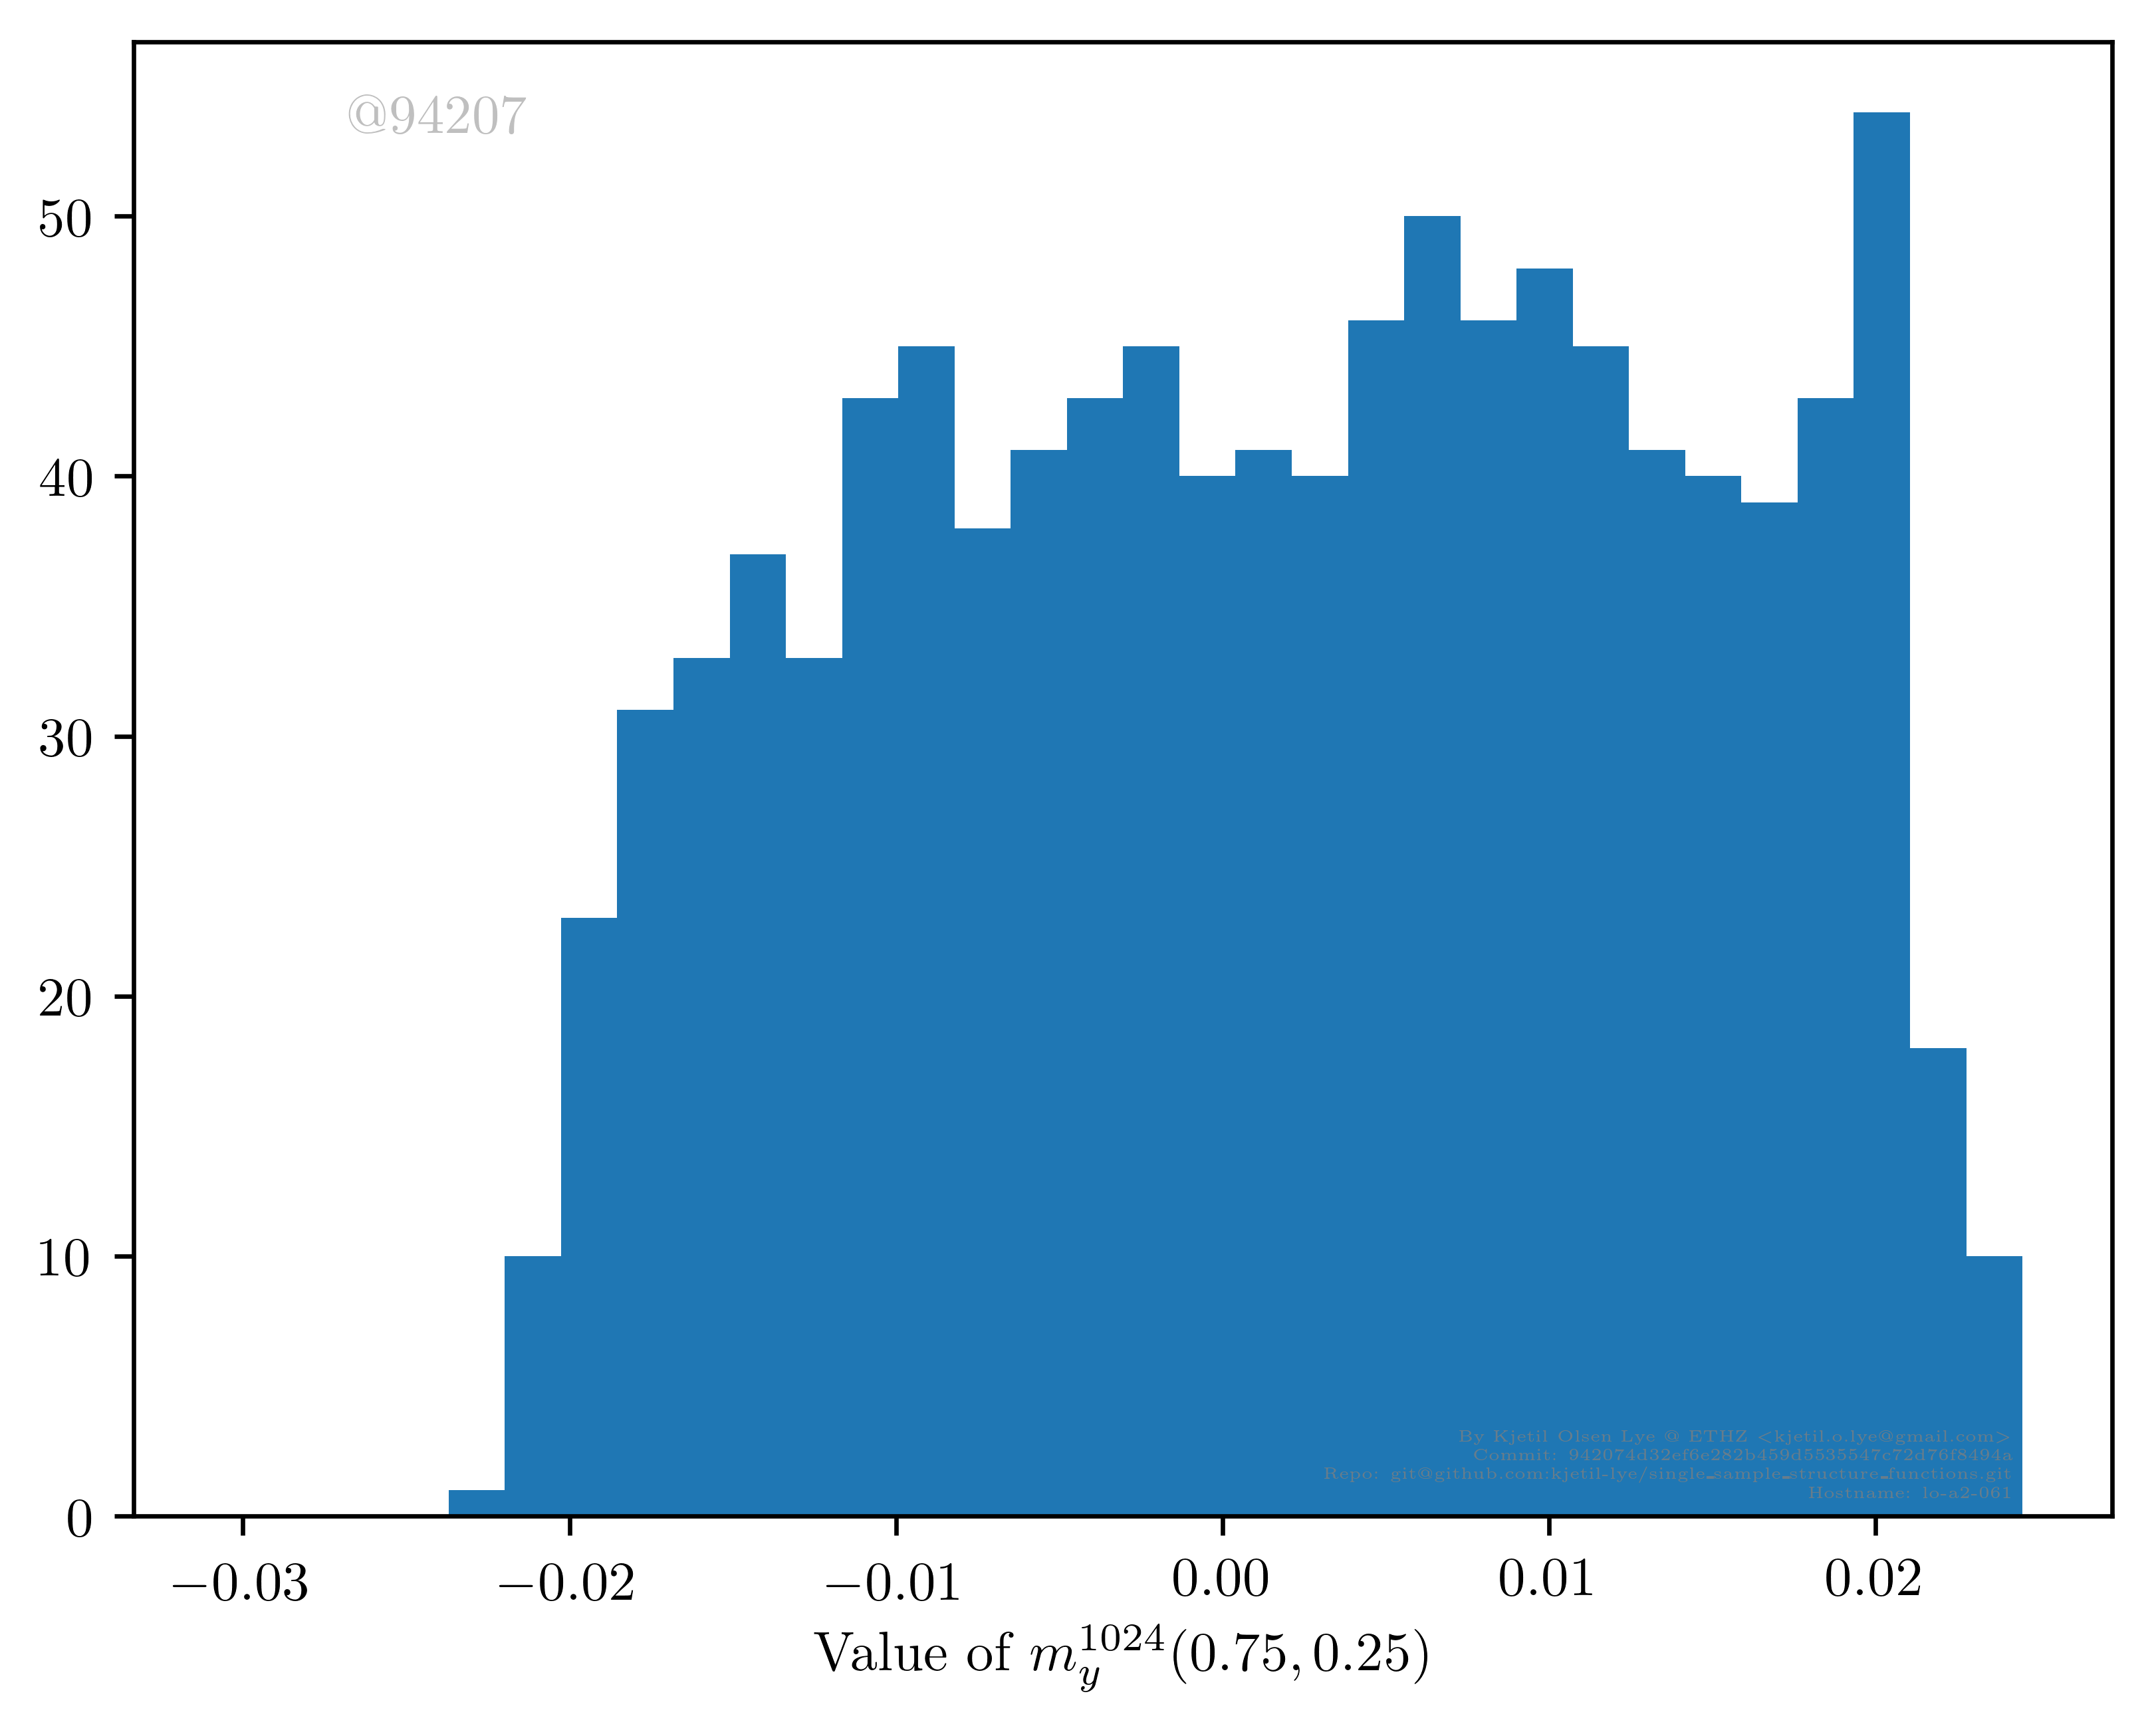 @94207
50
40
30
20
10
0
By Kjetil Olsen Lye @ ETHZ <kjetil.o.lye@gmail.com>
Commit: 942074d32ef6e282b459d5535547c72d76f8494a
Repo: git@github.com:kjetil-lye/single_sample_structure_functions.git
Hostname: lo-a2-061
−0.03 −0.02 −0.01 0.00 0.01 0.02
Value of $m_y^{1024}(0.75, 0.25)$